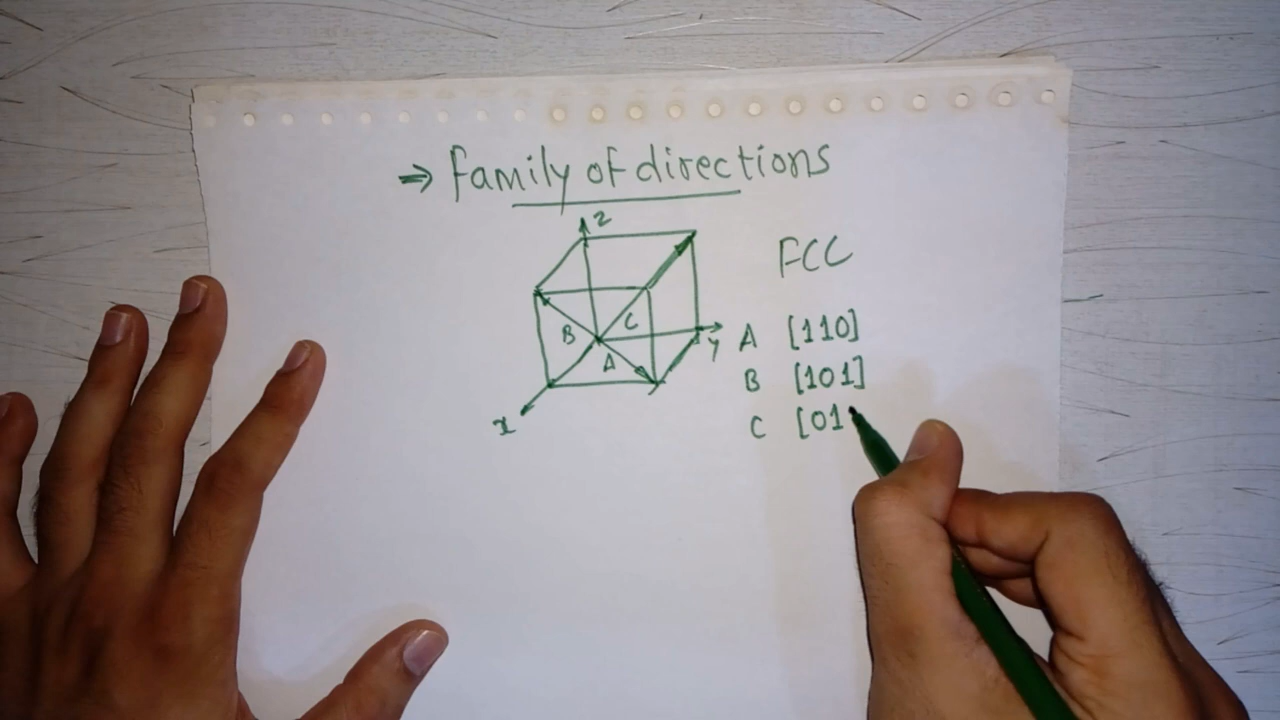 ⇒ Family of directions
z
FCC
B C
A
y
x
A [110]
B [101]
C [01